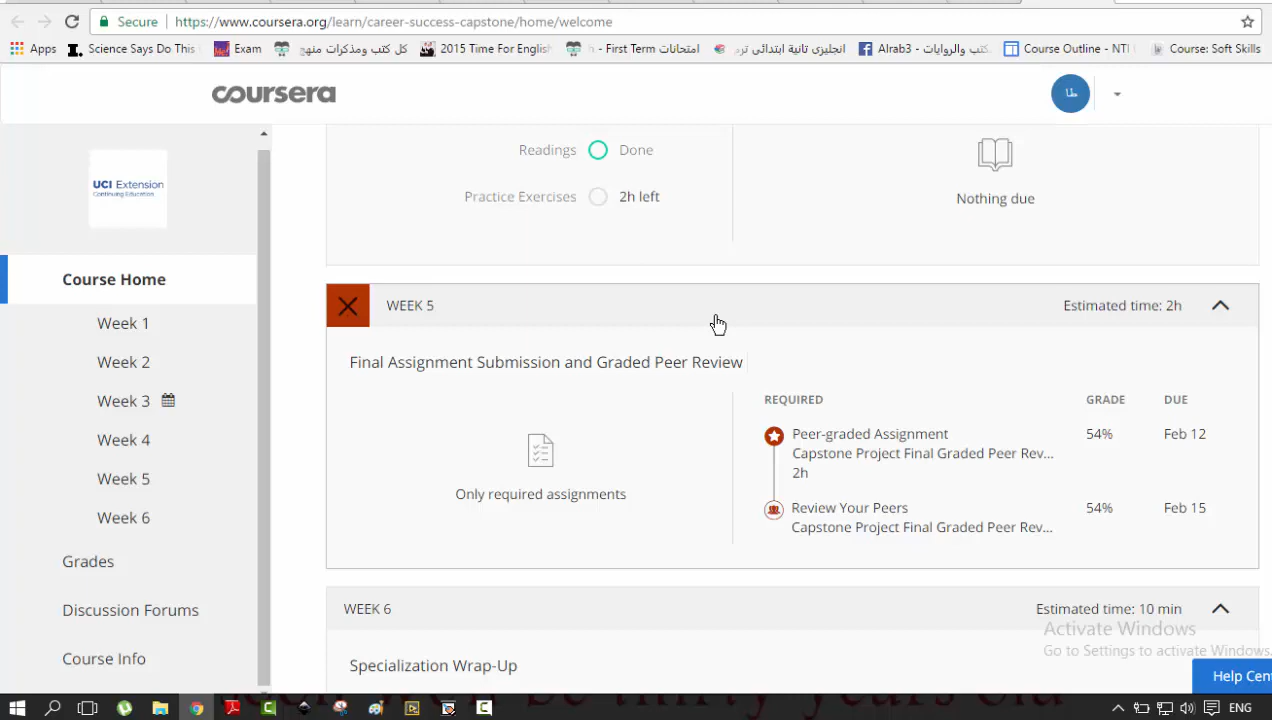 Secure https://www.coursera.org/learn/career-success-capstone/home/welcome
Apps Science Says Do This Exam كل كتب ومذكرات منهج 2015 Time For English امتحانات First Term - انجليزى ثانية ابتدائى ترم كتب والروايات - Alrab3 Course Outline - NTI Course: Soft Skills
coursera
طا
UCI Extension
Continuing Education
Course Home
Week 1
Week 2
Week 3
Week 4
Week 5
Week 6
Grades
Discussion Forums
Course Info
Readings Done
Practice Exercises 2h left
Nothing due
WEEK 5 Estimated time: 2h
Final Assignment Submission and Graded Peer Review
Only required assignments
REQUIRED GRADE DUE
Peer-graded Assignment 54% Feb 12
Capstone Project Final Graded Peer Rev...
2h
Review Your Peers 54% Feb 15
Capstone Project Final Graded Peer Rev...
WEEK 6 Estimated time: 10 min
Specialization Wrap-Up
Activate Windows
Go to Settings to activate Windows.
Help Cen
ENG